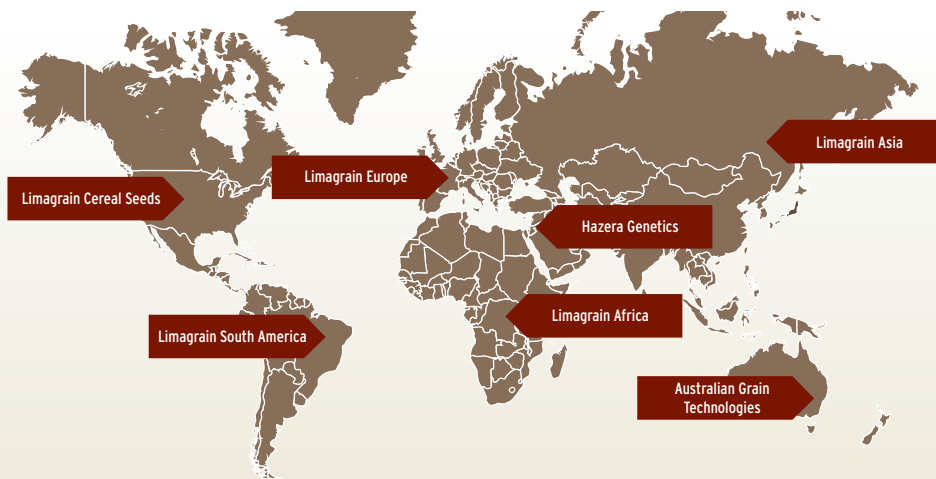 Limagrain Asia
Limagrain Europe
Limagrain Cereal Seeds
Hazera Genetics
Limagrain Africa
Limagrain South America
Australian Grain
Technologies